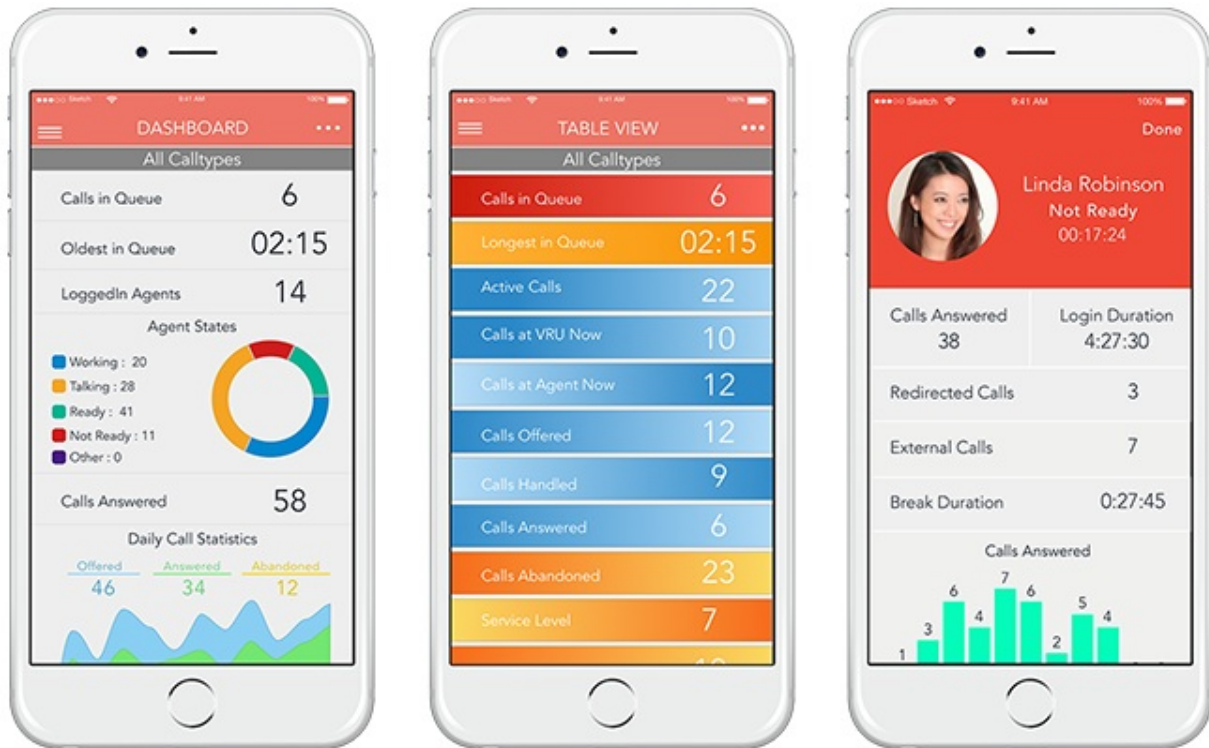 Sketch 9:41 AM 100%
DASHBOARD
All Calltypes
Calls in Queue 6
Oldest in Queue 02:15
LoggedIn Agents 14
Agent States
Working : 20
Talking : 28
Ready : 41
Not Ready : 11
Other : 0
Calls Answered 58
Daily Call Statistics
Offered Answered Abandoned
46 34 12
Sketch 9:41 AM 100%
TABLE VIEW
All Calltypes
Calls in Queue 6
Longest in Queue 02:15
Active Calls 22
Calls at VRU Now 10
Calls at Agent Now 12
Calls Offered 12
Calls Handled 9
Calls Answered 6
Calls Abandoned 23
Service Level 7
Sketch 9:41 AM 100%
Done
Linda Robinson
Not Ready
00:17:24
Calls Answered Login Duration
38 4:27:30
Redirected Calls 3
External Calls 7
Break Duration 0:27:45
Calls Answered
1 3 6 4 7 6 2 5 4